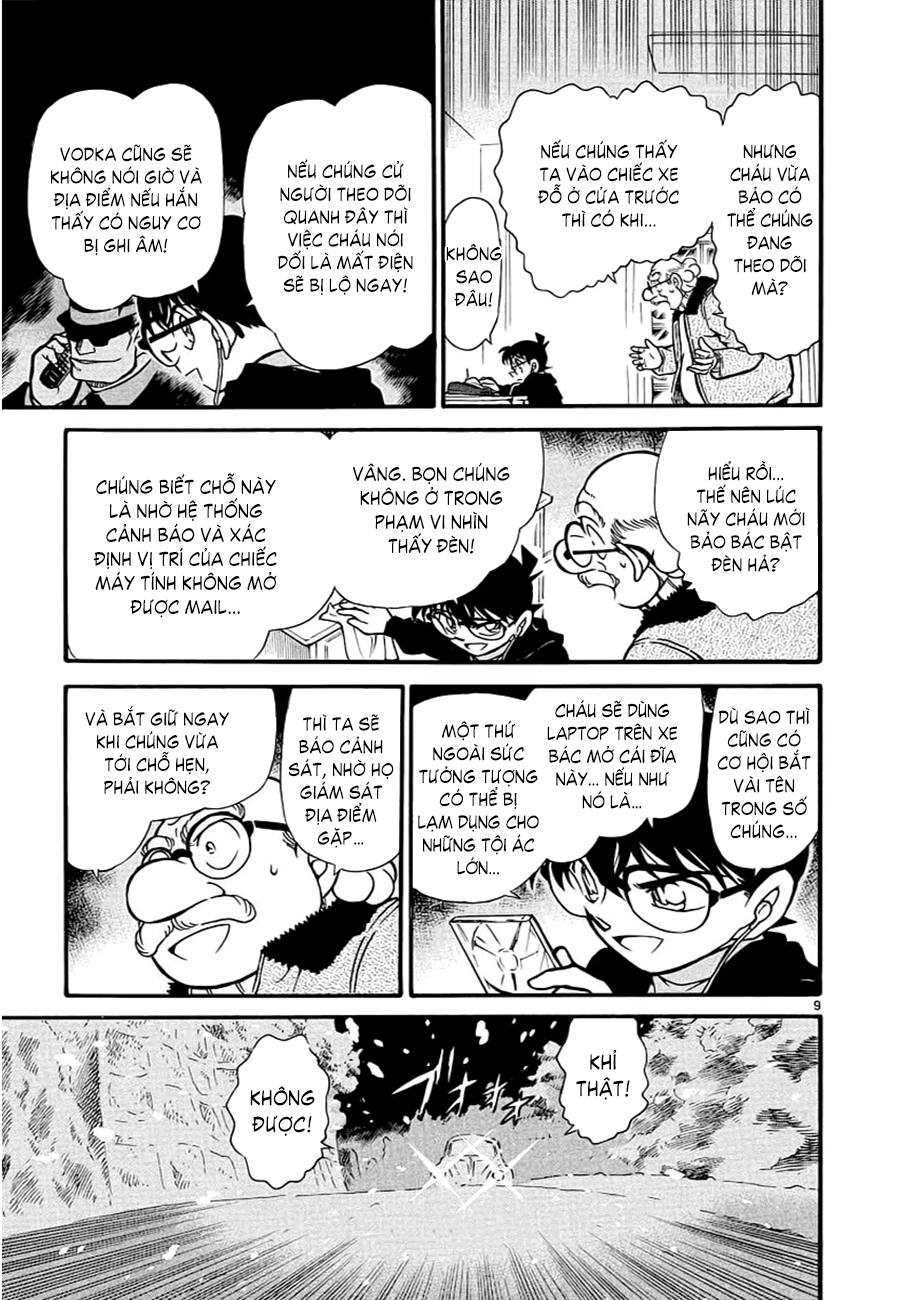 NHƯNG
CHÁU VỪA
BẢO CÓ
THỂ CHÚNG
ĐANG
THEO DÕI
MÀ?
NẾU CHÚNG THẤY
TA VÀO CHIẾC XE
ĐỖ Ở CỬA TRƯỚC
THÌ CÓ KHI...
KHÔNG
SAO
ĐÂU!
NẾU CHÚNG CỬ
NGƯỜI THEO DÕI
QUANH ĐÂY THÌ
VIỆC CHÁU NÓI
DỐI LÀ MẤT ĐIỆN
SẼ BỊ LỘ NGAY!
VODKA CŨNG SẼ
KHÔNG NÓI GIỜ VÀ
ĐỊA ĐIỂM NẾU HẮN
THẤY CÓ NGUY CƠ
BỊ GHI ÂM!
HIỂU RỒI...
THẾ NÊN LÚC
NÃY CHÁU MỚI
BẢO BÁC BẬT
ĐÈN HẢ?
VÂNG. BỌN CHÚNG
KHÔNG Ở TRONG
PHẠM VI NHÌN
THẤY ĐÈN!
CHÚNG BIẾT CHỖ NÀY
LÀ NHỜ HỆ THỐNG
CẢNH BÁO VÀ XÁC
ĐỊNH VỊ TRÍ CỦA CHIẾC
MÁY TÍNH KHÔNG MỞ
ĐƯỢC MAIL...
DÙ SAO THÌ
CŨNG CÓ
CƠ HỘI BẮT
VÀI TÊN
TRONG SỐ
CHÚNG...
CHÁU SẼ DÙNG
LAPTOP TRÊN XE
BÁC MỞ CÁI ĐĨA
NÀY... NẾU NHƯ
NÓ LÀ...
MỘT THỨ
NGOÀI SỨC
TƯỞNG TƯỢNG
CÓ THỂ BỊ
LẠM DỤNG CHO
NHỮNG TỘI ÁC
LỚN...
THÌ TA SẼ
BÁO CẢNH
SÁT, NHỜ HỌ
GIÁM SÁT
ĐỊA ĐIỂM
GẶP...
VÀ BẮT GIỮ NGAY
KHI CHÚNG VỪA
TỚI CHỖ HẸN,
PHẢI KHÔNG?
9
KHỈ
THẬT!
ブオオオ
KHÔNG
ĐƯỢC!